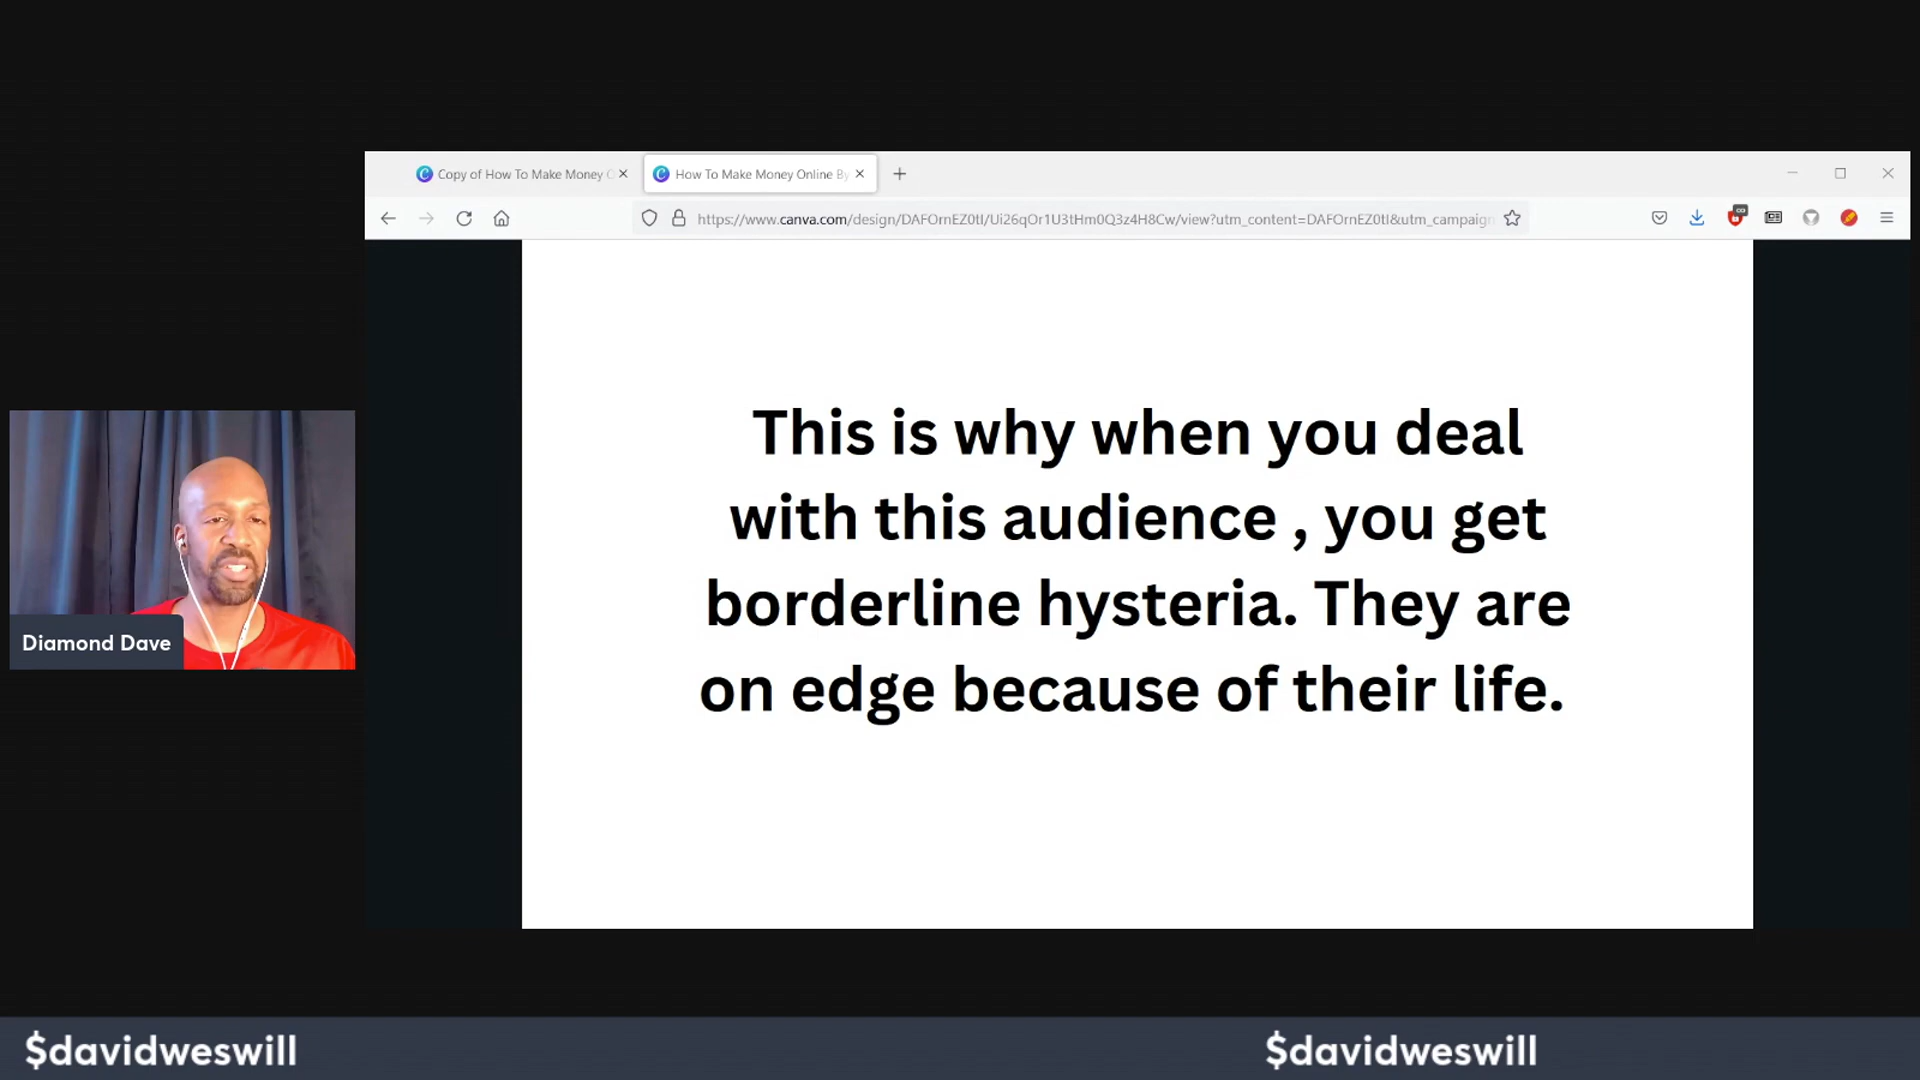 Copy of How To Make Money O
How To Make Money Online By
https://www.canva.com/design/DAFOrnEZ0tI/Ui26qOr1U3tHm0Q3z4H8Cw/view?utm_content=DAFOrnEZ0tI&utm_campaign
This is why when you deal
with this audience , you get
borderline hysteria. They are
on edge because of their life.
Diamond Dave
$davidweswill
$davidweswill